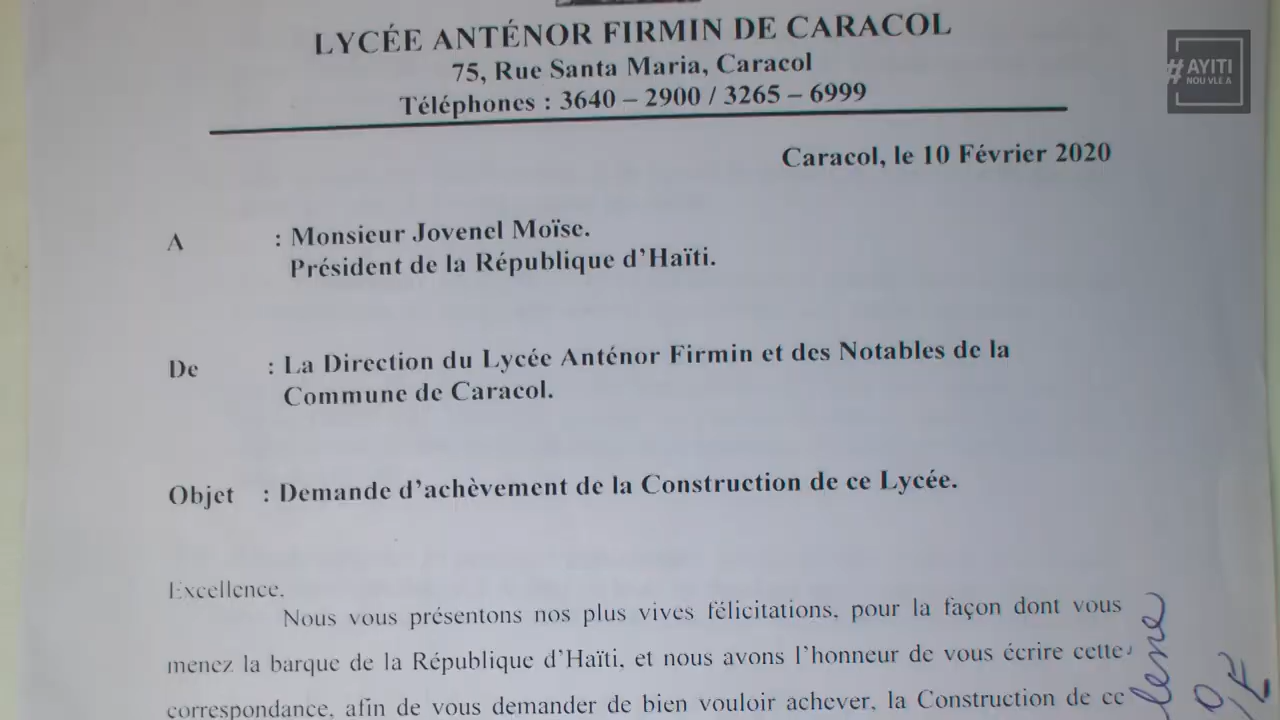 LYCÉE ANTÉNOR FIRMIN DE CARACOL
75, Rue Santa Maria, Caracol
Téléphones : 3640 – 2900 / 3265 – 6999
#AYITI
NOU VLE A
Caracol, le 10 Février 2020
A : Monsieur Jovenel Moïse.
Président de la République d'Haïti.
De : La Direction du Lycée Anténor Firmin et des Notables de la
Commune de Caracol.
Objet : Demande d'achèvement de la Construction de ce Lycée.
Excellence.
Nous vous présentons nos plus vives félicitations, pour la façon dont vous
menez la barque de la République d'Haïti, et nous avons l'honneur de vous écrire cette
correspondance, afin de vous demander de bien vouloir achever, la Construction de ce